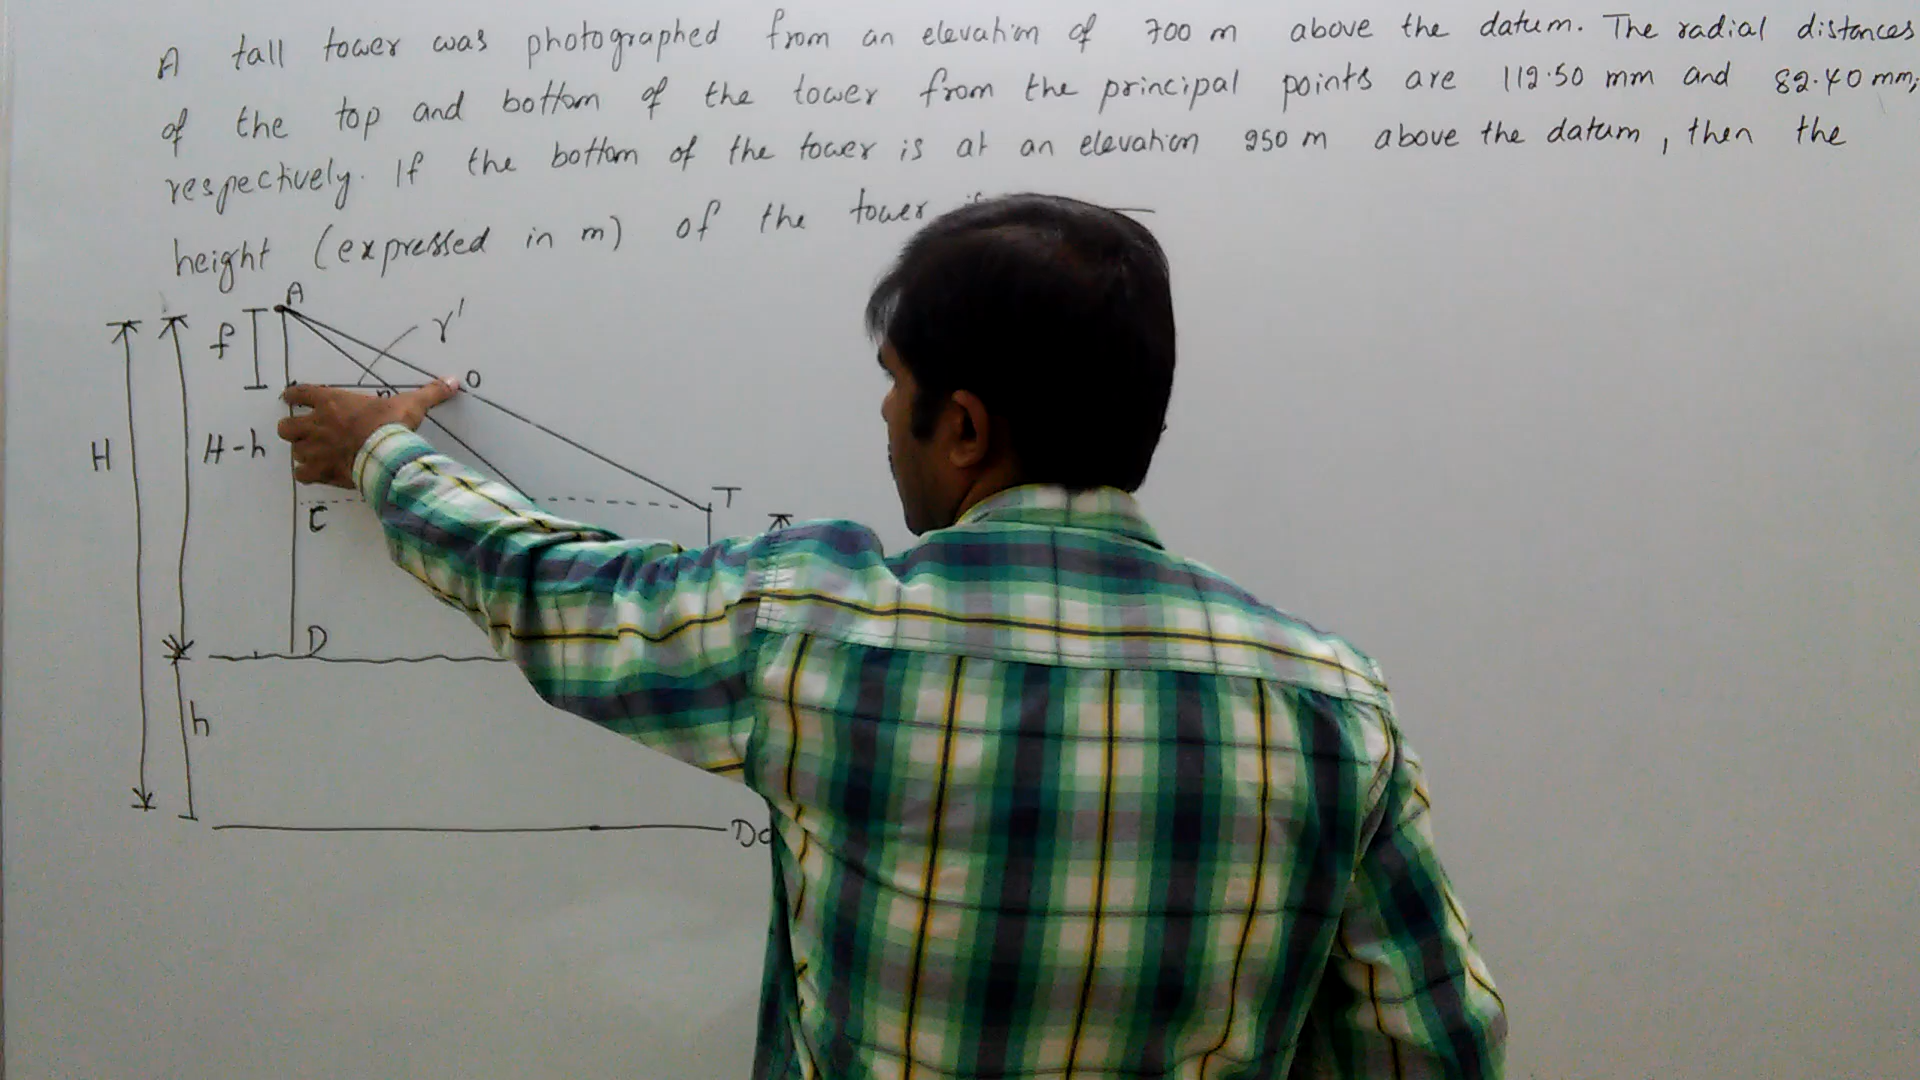 A tall tower was photographed from an elevation of 700 m above the datum. The radial distances
of the top and bottom of the tower from the principal points are 112.50 mm and 82.40 mm,
respectively. If the bottom of the tower is at an elevation 250 m above the datum, then the
height (expressed in m) of the tower
A
f
r'
O
H
H-h
T
C
D
h